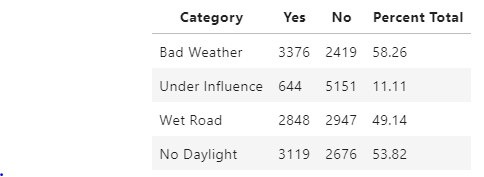 Category Yes No Percent Total
Bad Weather 3376 2419 58.26
Under Influence 644 5151 11.11
Wet Road 2848 2947 49.14
No Daylight 3119 2676 53.82